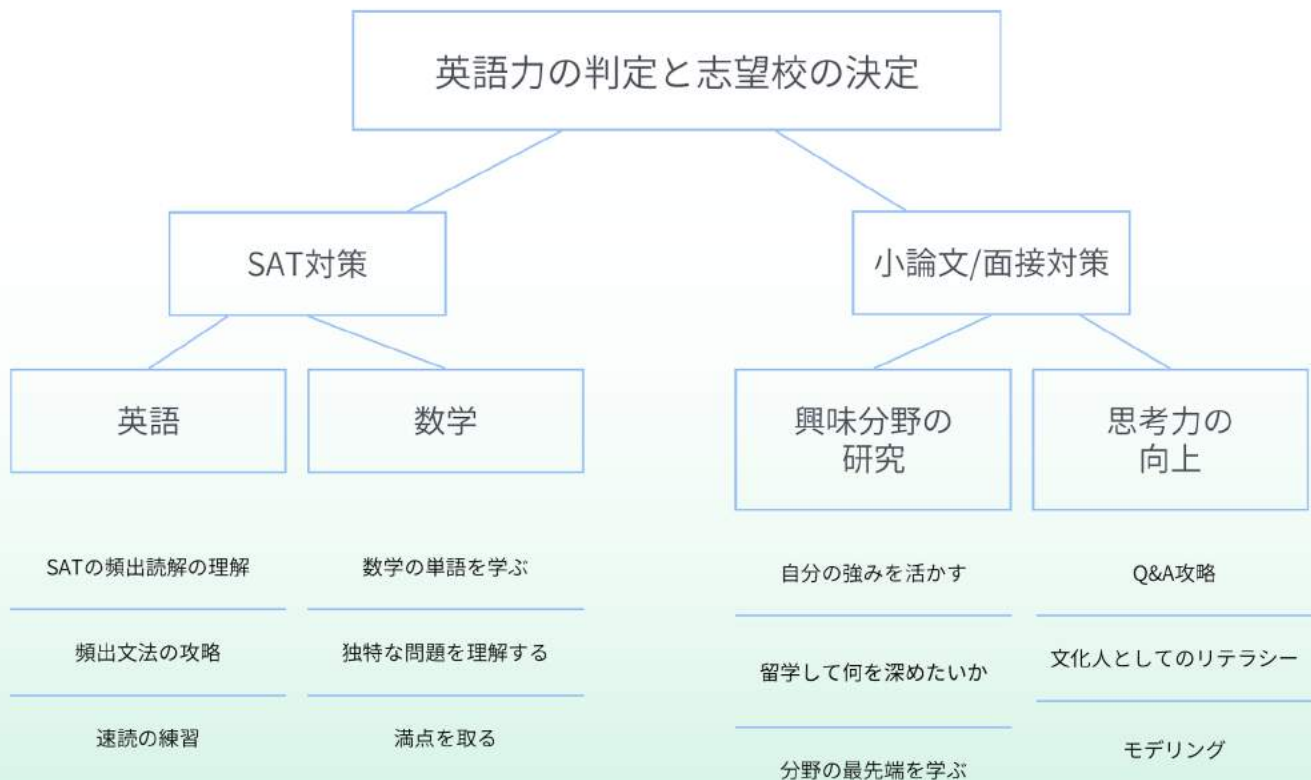 英語力の判定と志望校の決定
SAT対策
小論文/面接対策
英語
数学
興味分野の
研究
思考力の
向上
SATの頻出読解の理解
頻出文法の攻略
速読の練習
数学の単語を学ぶ
独特な問題を理解する
満点を取る
自分の強みを活かす
留学して何を深めたいか
分野の最先端を学ぶ
Q&A攻略
文化人としてのリテラシー
モデリング